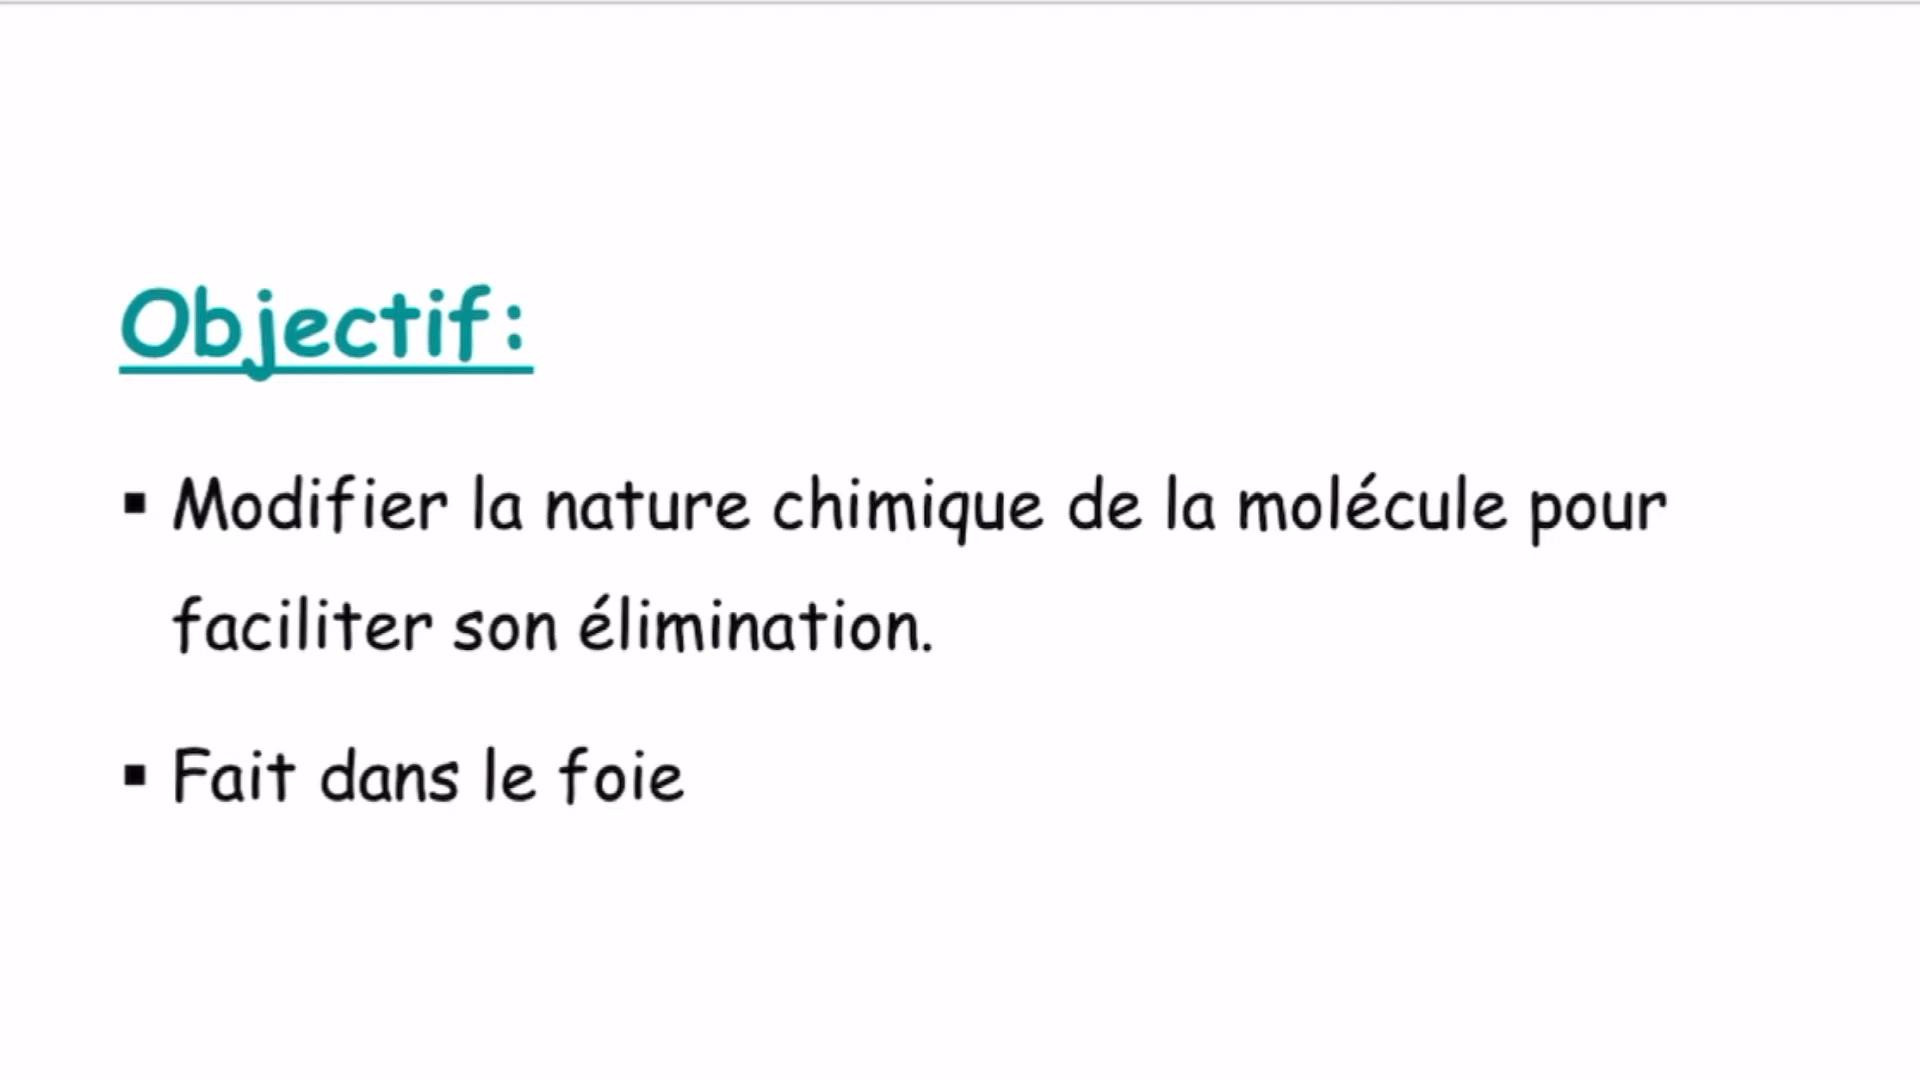 Objectif:
▪ Modifier la nature chimique de la molécule pour
faciliter son élimination.
▪ Fait dans le foie